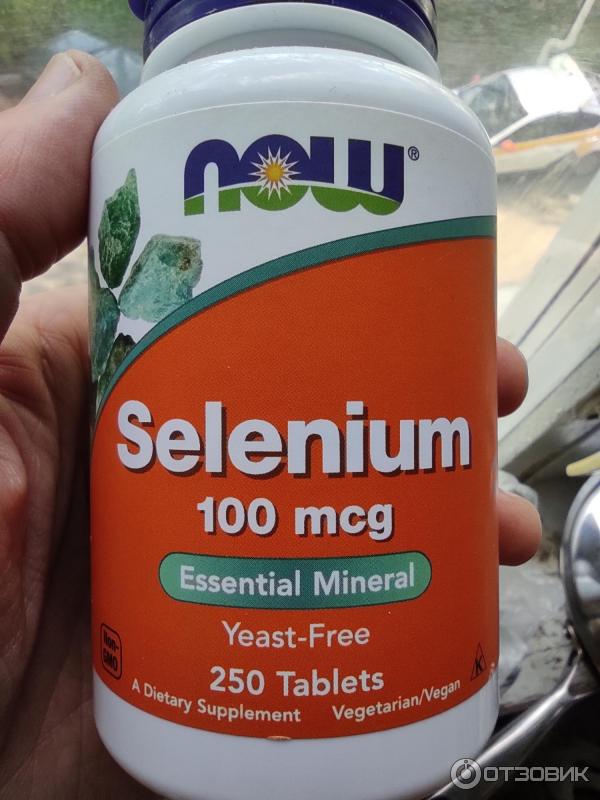 now®
Selenium
100 mcg
Essential Mineral
Yeast-Free
250 Tablets
Non-
GMO
K
A Dietary Supplement
Vegetarian/Vegan
ОТЗОВИК